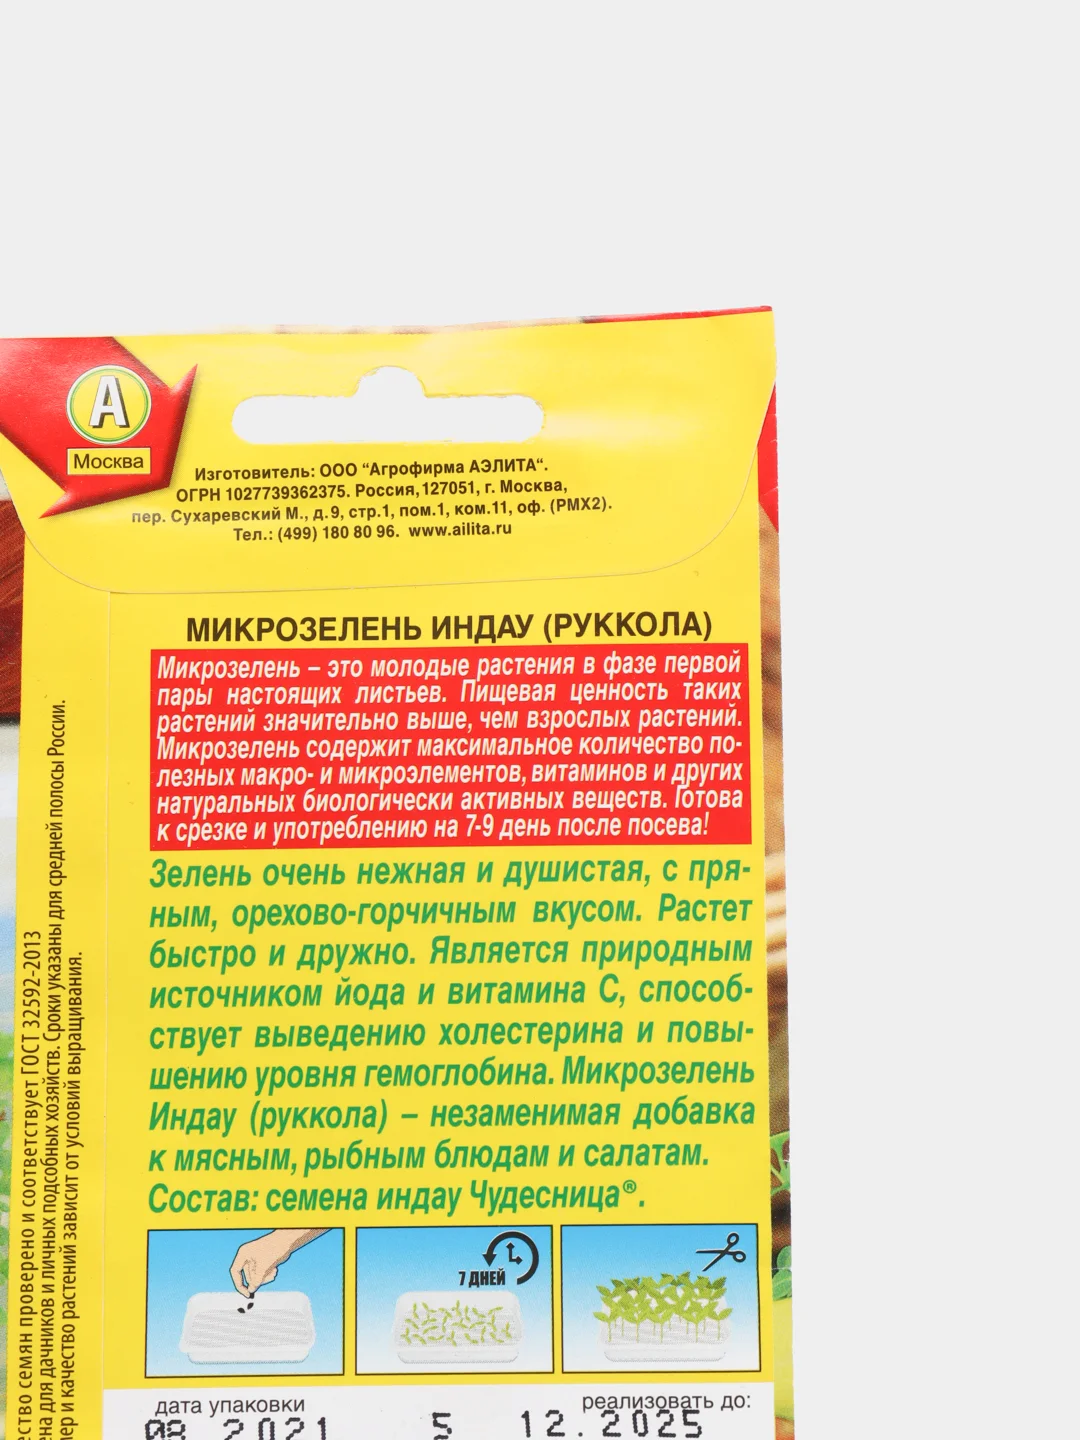 А
Москва
Изготовитель: ООО “Агрофирма АЭЛИТА“.
ОГРН 1027739362375. Россия,127051, г. Москва,
пер. Сухаревский М., д.9, стр.1, пом.1, ком.11, оф. (РМХ2).
Тел.: (499) 180 80 96. www.ailita.ru
МИКРОЗЕЛЕНЬ ИНДАУ (РУККОЛА)
Микрозелень – это молодые растения в фазе первой
пары настоящих листьев. Пищевая ценность таких
растений значительно выше, чем взрослых растений.
Микрозелень содержит максимальное количество по-
лезных макро- и микроэлементов, витаминов и других
натуральных биологически активных веществ. Готова
к срезке и употреблению на 7-9 день после посева!
Зелень очень нежная и душистая, с пря-
ным, орехово-горчичным вкусом. Растет
быстро и дружно. Является природным
источником йода и витамина С, способ-
ствует выведению холестерина и повы-
шению уровня гемоглобина. Микрозелень
Индау (руккола) – незаменимая добавка
к мясным, рыбным блюдам и салатам.
Состав: семена индау Чудесница®.
7 ДНЕЙ
дата упаковки
реализовать до:
08 2021 5 12.2025
семян проверено и соответствует ГОСТ 32592-2013
для дачников и личных подсобных хозяйств. Сроки указаны для средней полосы России.
и качество растений зависит от условий выращивания.